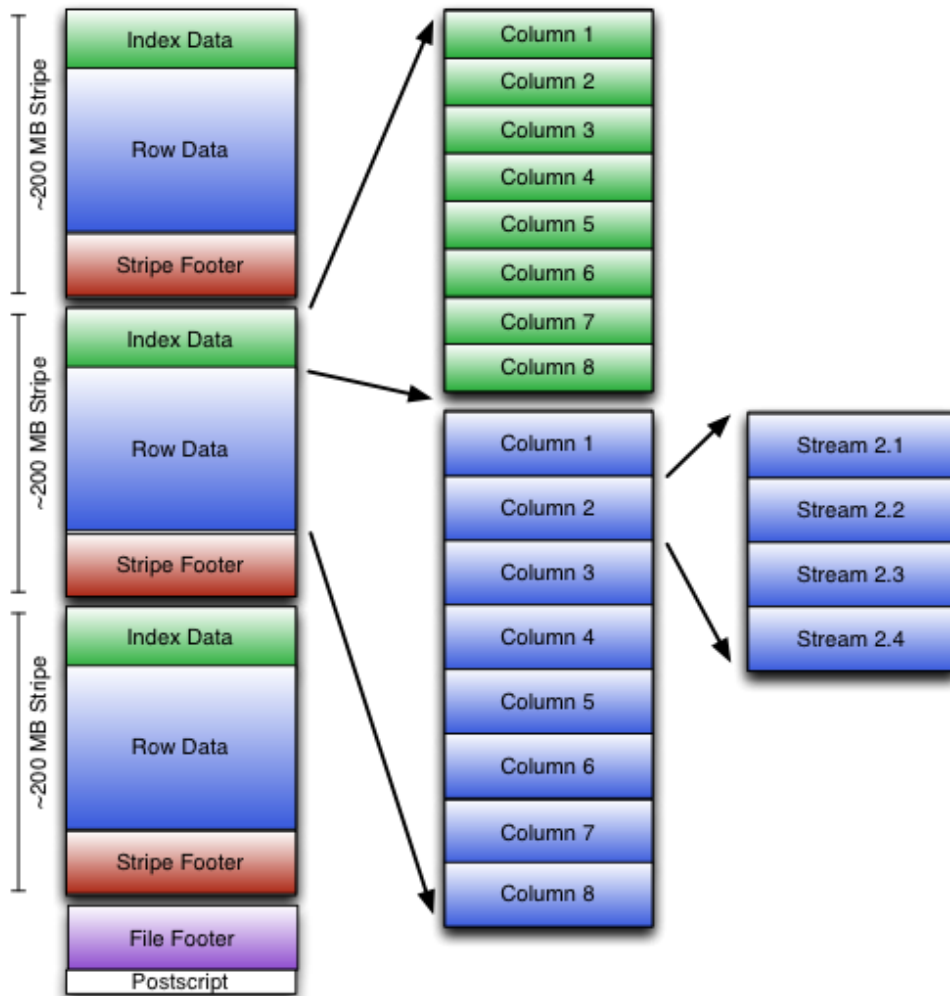 ~200 MB Stripe
Index Data
Row Data
Stripe Footer
~200 MB Stripe
Index Data
Row Data
Stripe Footer
~200 MB Stripe
Index Data
Row Data
Stripe Footer
File Footer
Postscript
Column 1
Column 2
Column 3
Column 4
Column 5
Column 6
Column 7
Column 8
Column 1
Column 2
Column 3
Column 4
Column 5
Column 6
Column 7
Column 8
Stream 2.1
Stream 2.2
Stream 2.3
Stream 2.4